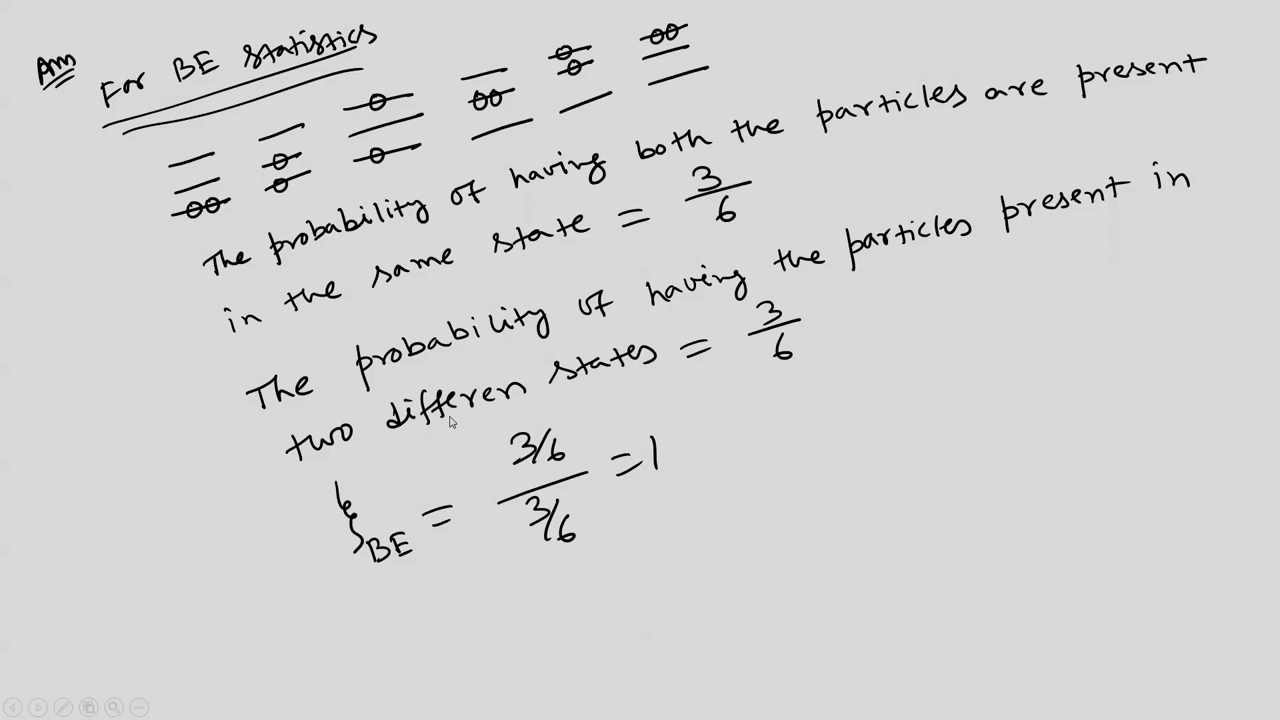 Ans
For BE statistics
The probability of having both the particles are present
in the same state = 3/6
The probability of having the particles present in
two differen states = 3/6
ξBE = 3/6 / 3/6 = 1